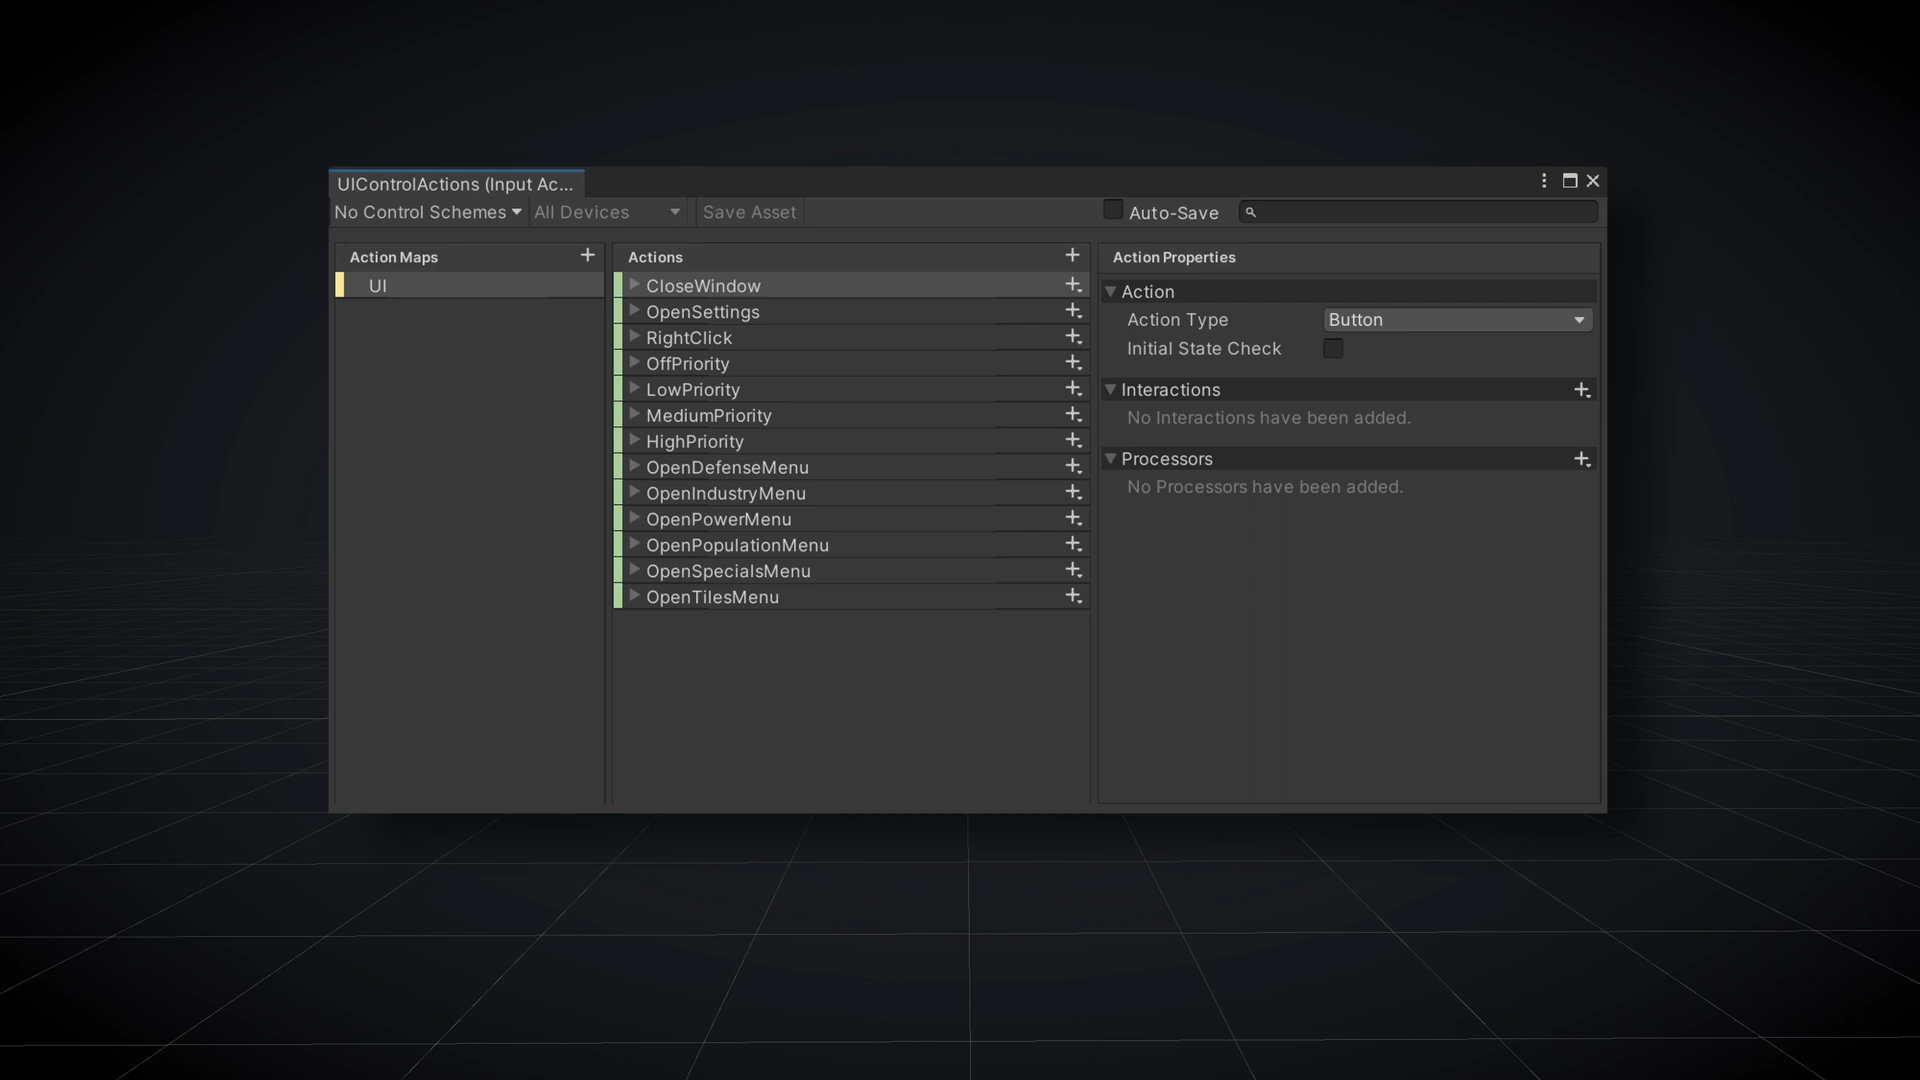 UIControlActions (Input Ac...
No Control Schemes All Devices Save Asset Auto-Save
Action Maps
UI
Actions
CloseWindow
OpenSettings
RightClick
OffPriority
LowPriority
MediumPriority
HighPriority
OpenDefenseMenu
OpenIndustryMenu
OpenPowerMenu
OpenPopulationMenu
OpenSpecialsMenu
OpenTilesMenu
Action Properties
Action
Action Type Button
Initial State Check
Interactions
No Interactions have been added.
Processors
No Processors have been added.